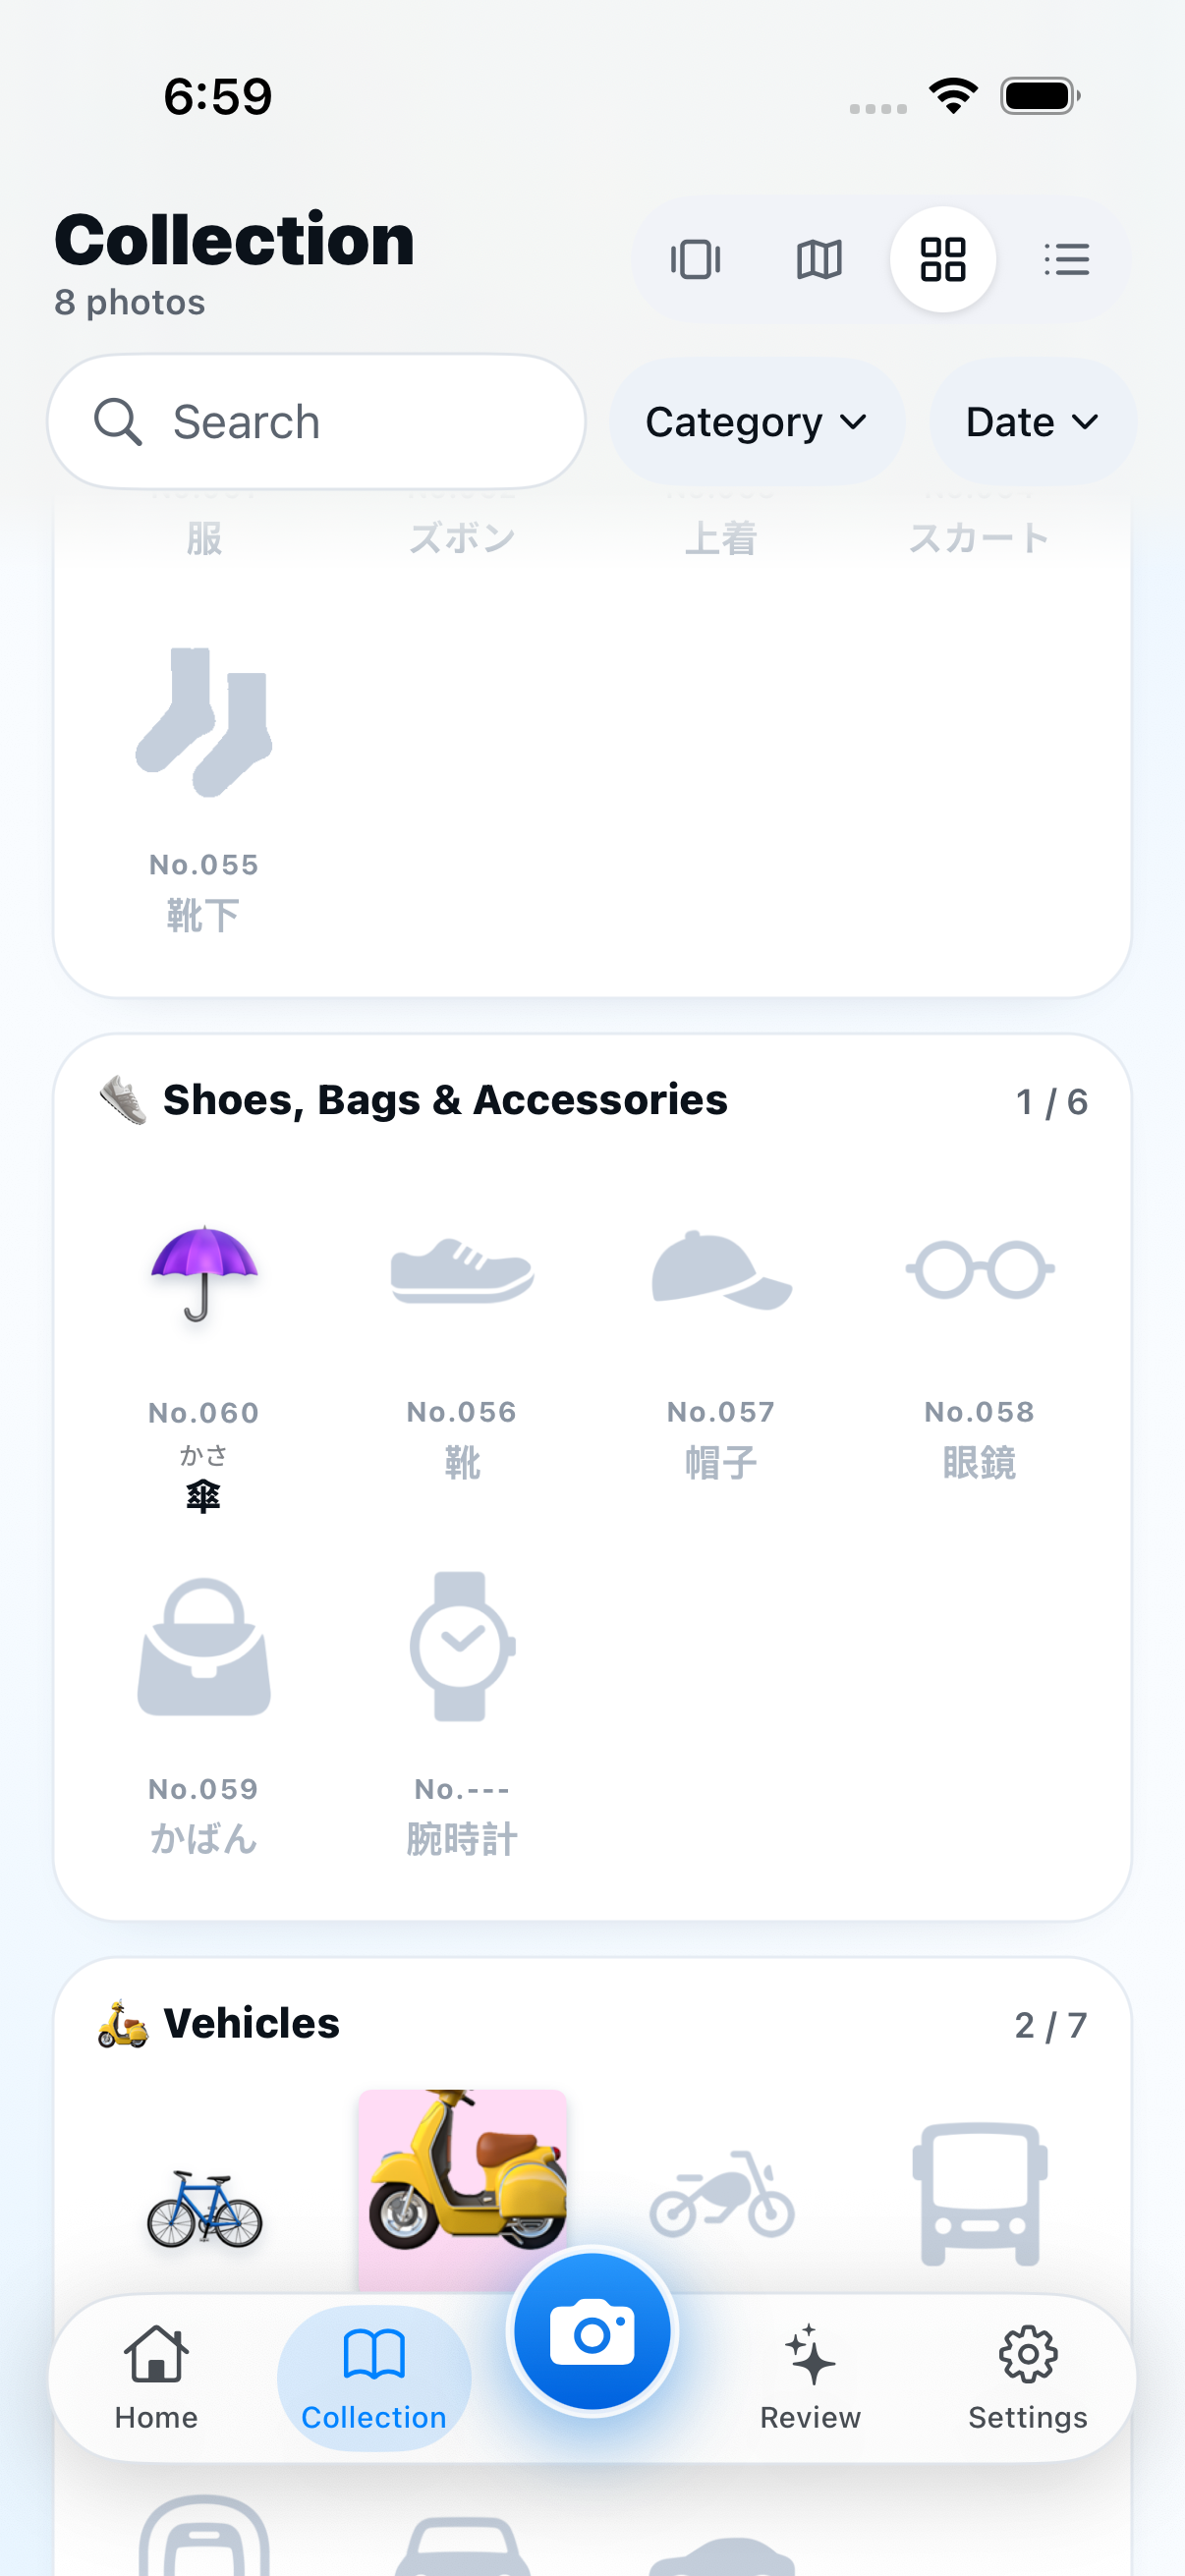 6:59
Collection
8 photos
Search
Category
Date
服
ズボン
上着
スカート
No.055
靴下
Shoes, Bags & Accessories
1 / 6
No.060
かさ
傘
No.056
靴
No.057
帽子
No.058
眼鏡
No.059
かばん
No.---
腕時計
Vehicles
2 / 7
Home
Collection
Review
Settings